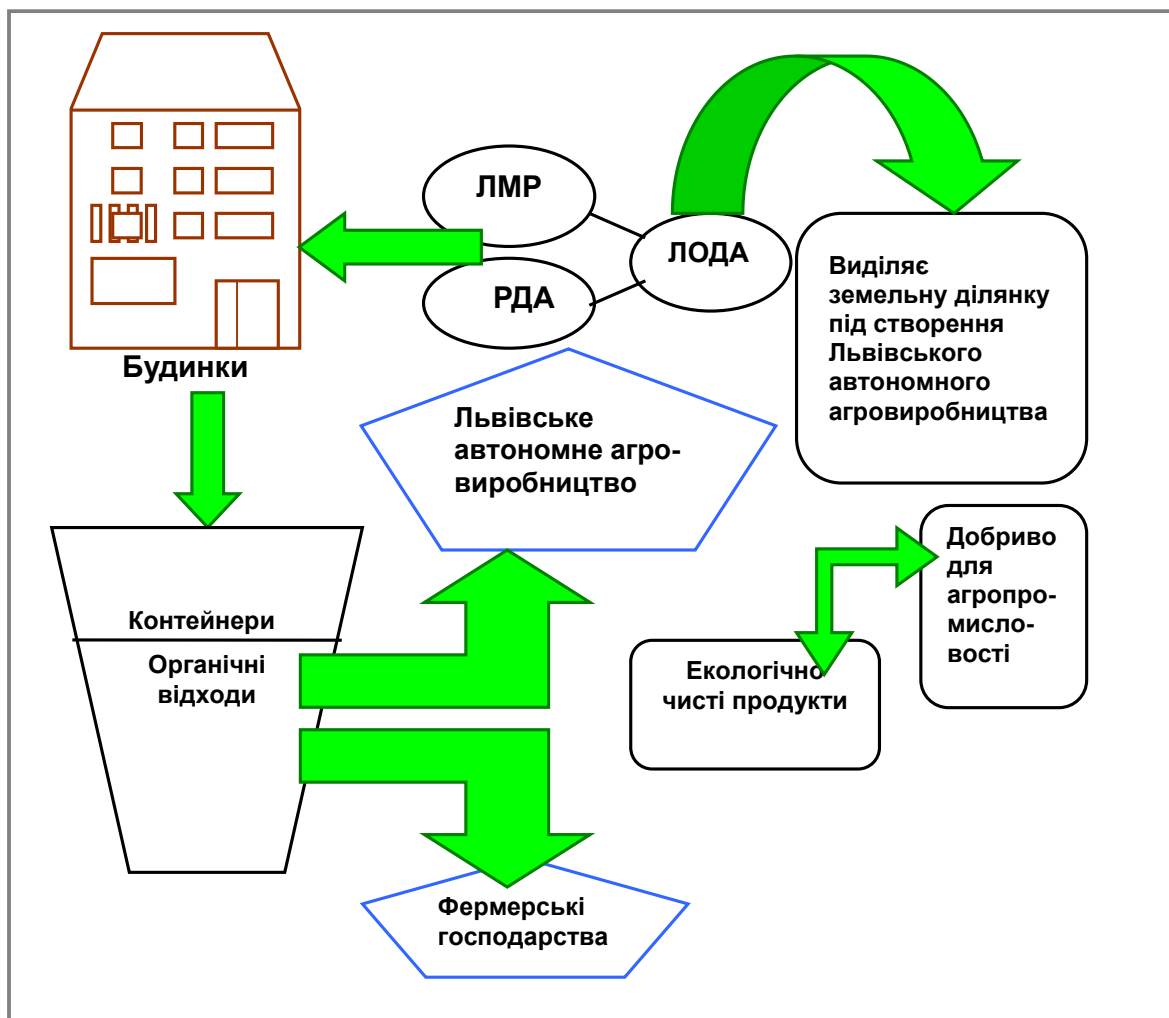 ЛМР
ЛОДА
РДА
Виділяє
земельну ділянку
під створення
Львівського
автономного
агровиробництва
Будинки
Львівське
автономне агро-
виробництво
Добриво
для
агропро-
мисло-
вості
Контейнери
Органічні
відходи
Екологічно
чисті продукти
Фермерські
господарства